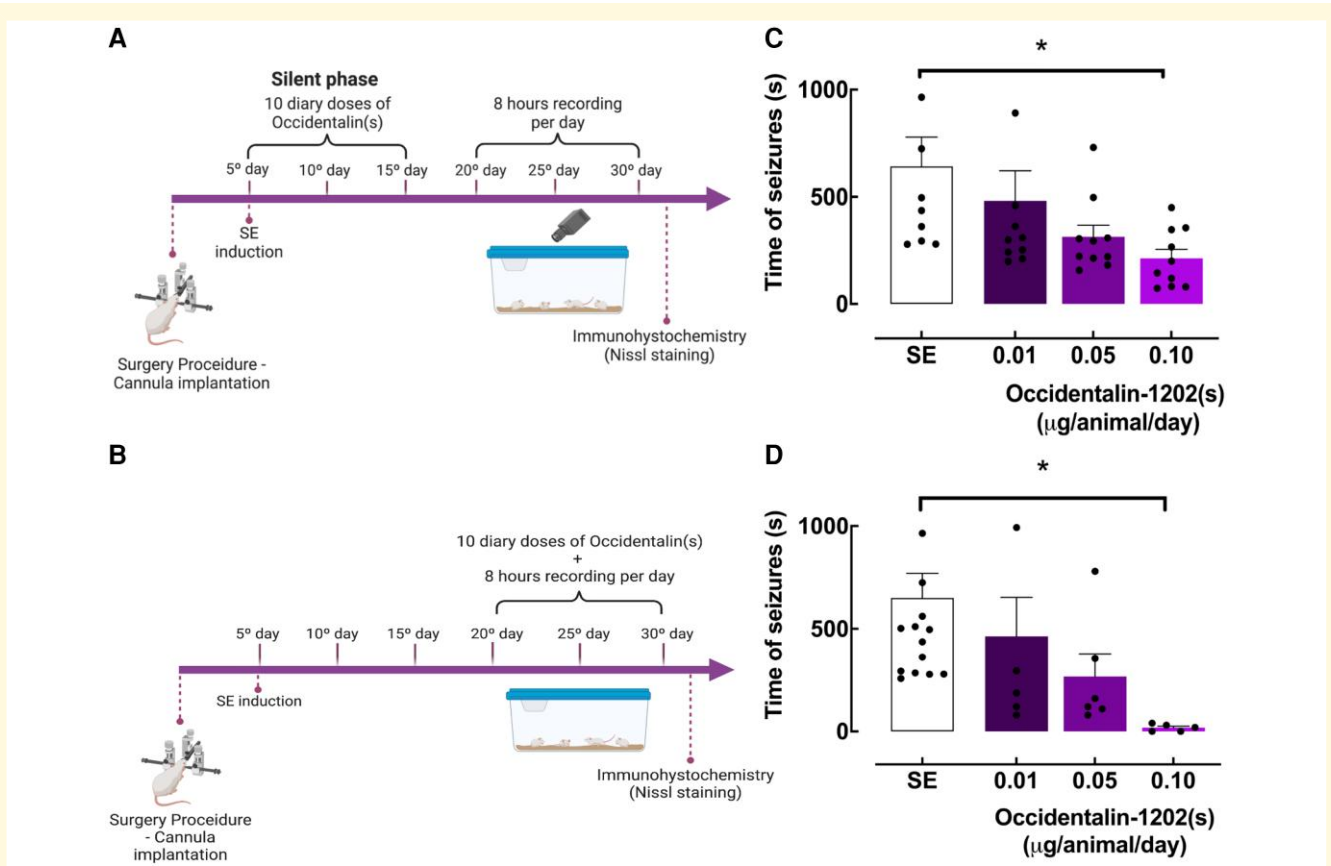 A
Silent phase
10 diary doses of
Occidentalin(s)
8 hours recording
per day
5º day
10º day
15º day
20º day
25º day
30º day
SE
induction
Surgery Proceidure -
Cannula implantation
Immunohystochemistry
(Nissl staining)
B
10 diary doses of Occidentalin(s)
+
8 hours recording per day
5º day
10º day
15º day
20º day
25º day
30º day
SE induction
Surgery Proceidure
- Cannula
implantation
Immunohystochemistry
(Nissl staining)
C
*
Time of seizures (s)
1000
500
0
SE
0.01
0.05
0.10
Occidentalin-1202(s)
(μg/animal/day)
D
*
Time of seizures (s)
1000
500
0
SE
0.01
0.05
0.10
Occidentalin-1202(s)
(μg/animal/day)